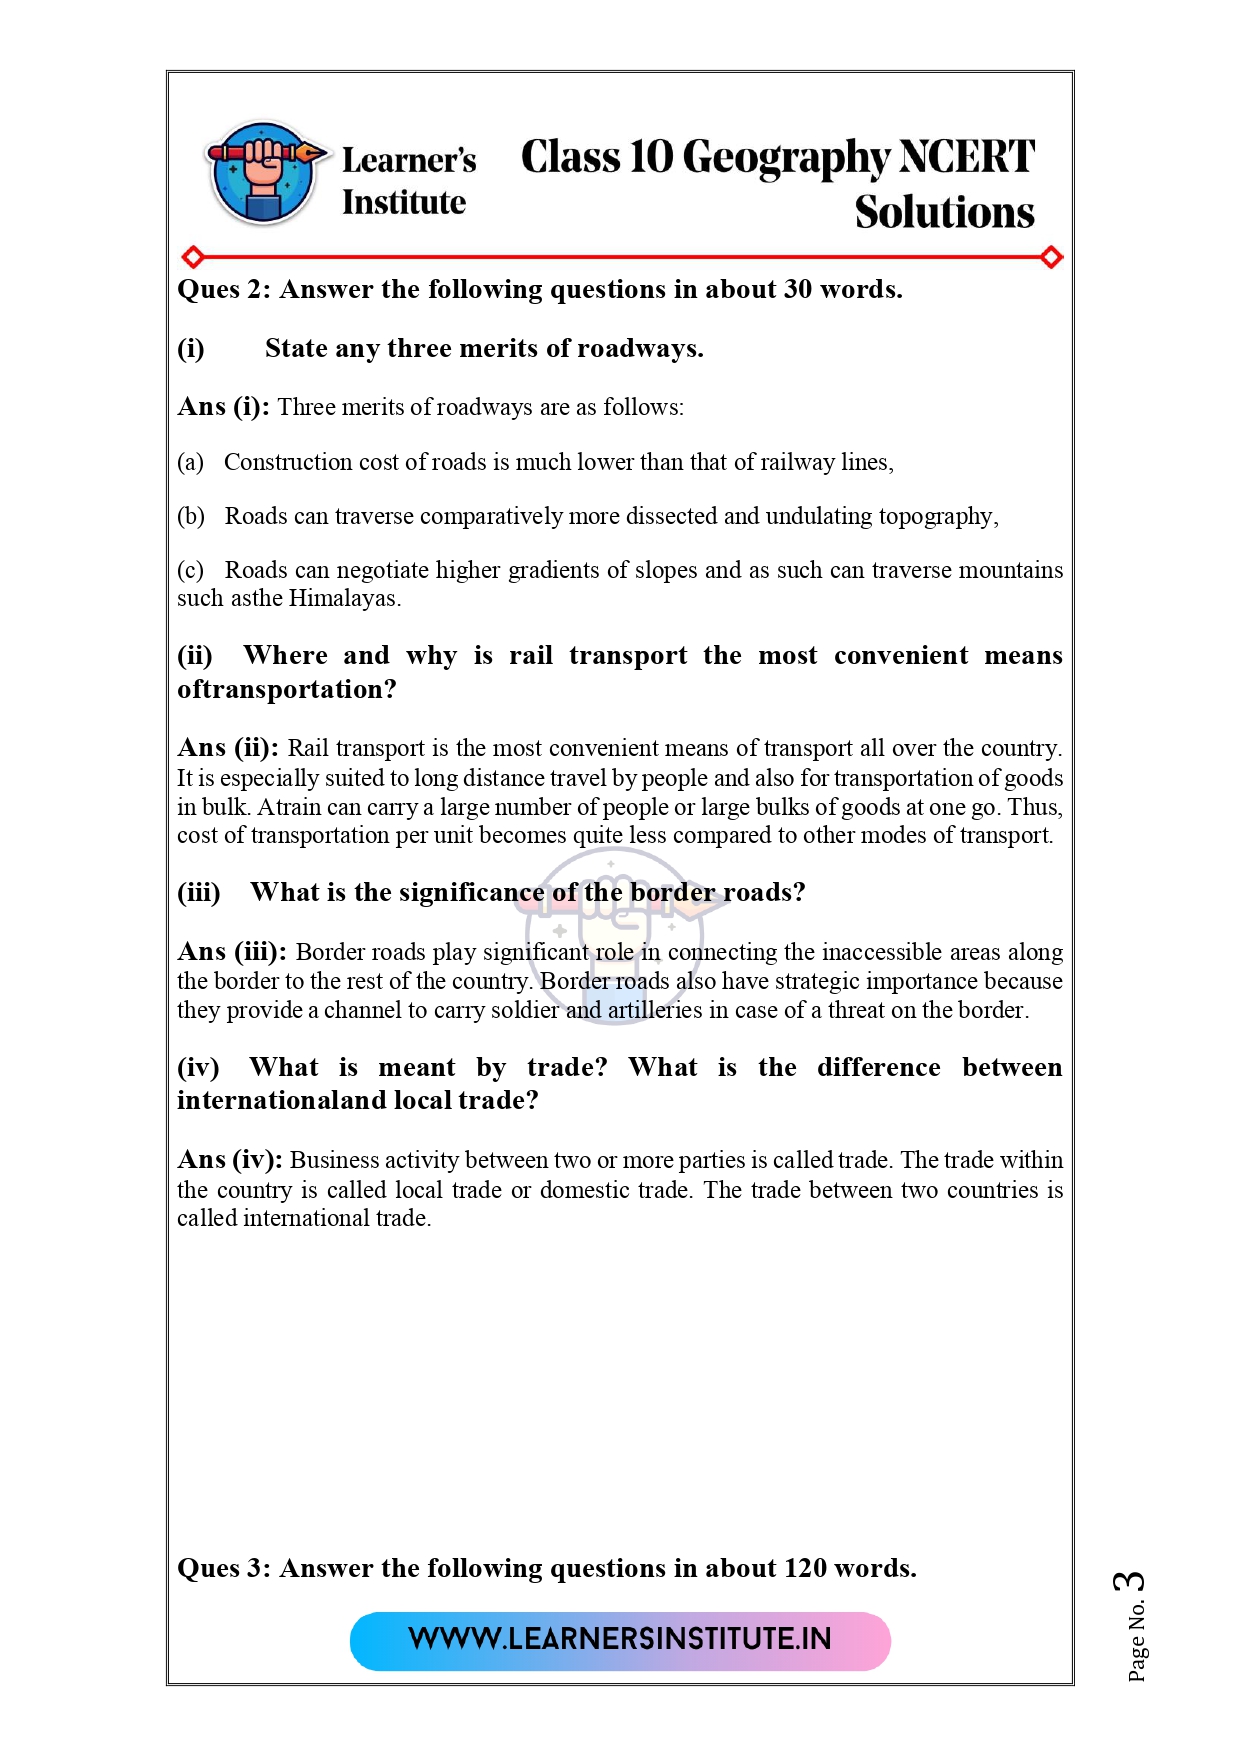 Learner's
Institute
Class 10 Geography NCERT
Solutions
Ques 2: Answer the following questions in about 30 words.
(i) State any three merits of roadways.
Ans (i): Three merits of roadways are as follows:
(a) Construction cost of roads is much lower than that of railway lines,
(b) Roads can traverse comparatively more dissected and undulating topography,
(c) Roads can negotiate higher gradients of slopes and as such can traverse mountains
such asthe Himalayas.
(ii) Where and why is rail transport the most convenient means
oftransportation?
Ans (ii): Rail transport is the most convenient means of transport all over the country.
It is especially suited to long distance travel by people and also for transportation of goods
in bulk. Atrain can carry a large number of people or large bulks of goods at one go. Thus,
cost of transportation per unit becomes quite less compared to other modes of transport.
(iii) What is the significance of the border roads?
Ans (iii): Border roads play significant role in connecting the inaccessible areas along
the border to the rest of the country. Border roads also have strategic importance because
they provide a channel to carry soldier and artilleries in case of a threat on the border.
(iv) What is meant by trade? What is the difference between
internationaland local trade?
Ans (iv): Business activity between two or more parties is called trade. The trade within
the country is called local trade or domestic trade. The trade between two countries is
called international trade.
Ques 3: Answer the following questions in about 120 words.
WWW.LEARNERSINSTITUTE.IN
Page No. 3